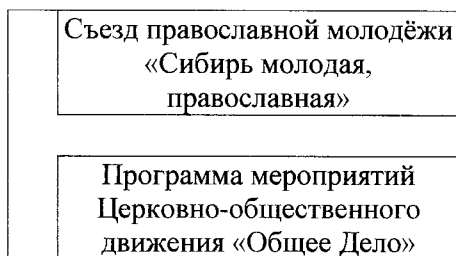 Съезд православной молодёжи
«Сибирь молодая,
православная»
Программа мероприятий
Церковно-общественного
движения «Общее Дело»